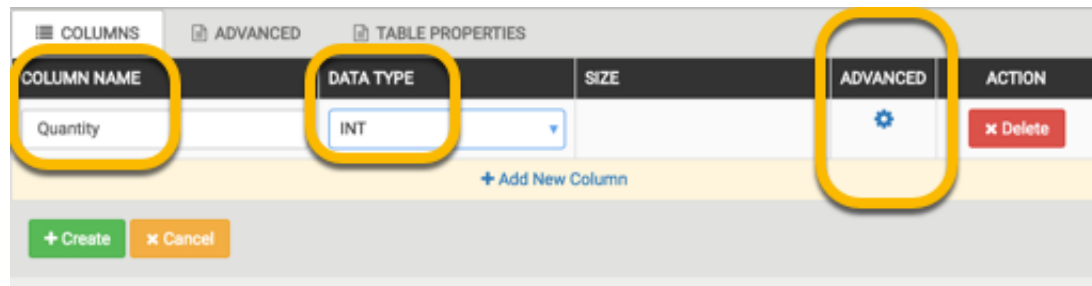 COLUMNS ADVANCED TABLE PROPERTIES
COLUMN NAME DATA TYPE SIZE ADVANCED ACTION
Quantity INT Delete
+ Add New Column
+ Create × Cancel